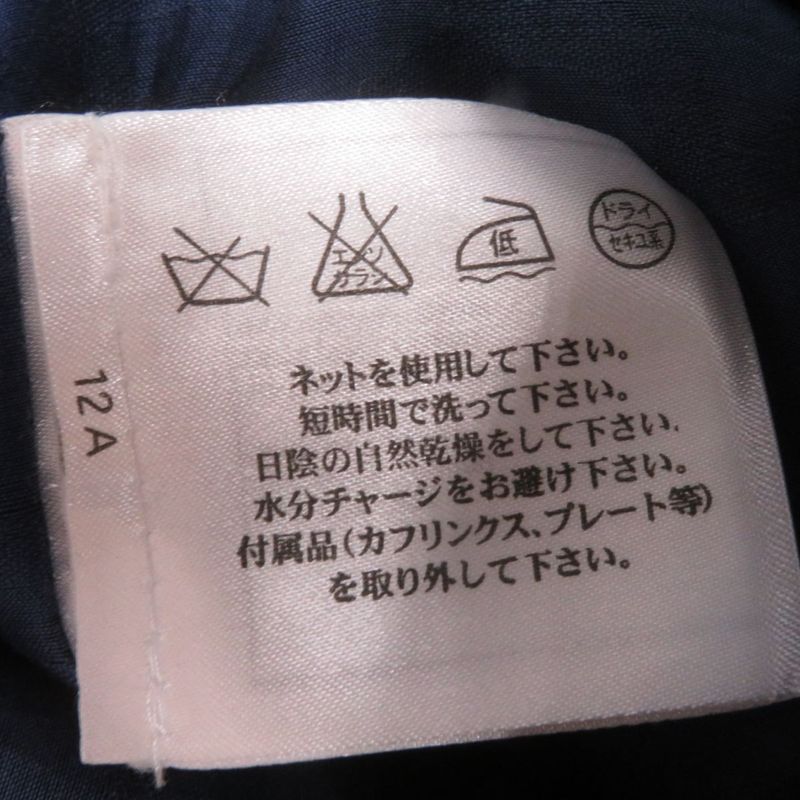 エンソ
カラン
低
ドライ
セキユ系
ネットを使用して下さい。
短時間で洗って下さい。
日陰の自然乾燥をして下さい。
水分チャージをお避け下さい。
付属品(カフリンクス、プレート等)
を取り外して下さい。
12A